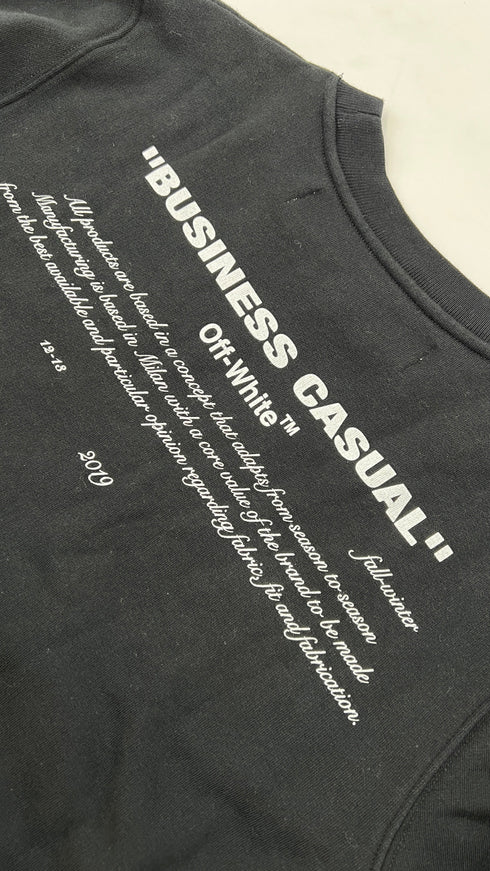 "BUSINESS CASUAL"
Off-White™
fall-winter
All products are based in a concept that adapts from season to season
Manufacturing is based in Milan with a core value of the brand to be made
from the best available and particular opinion regarding fabric, fit and fabrication.
12-18
2019